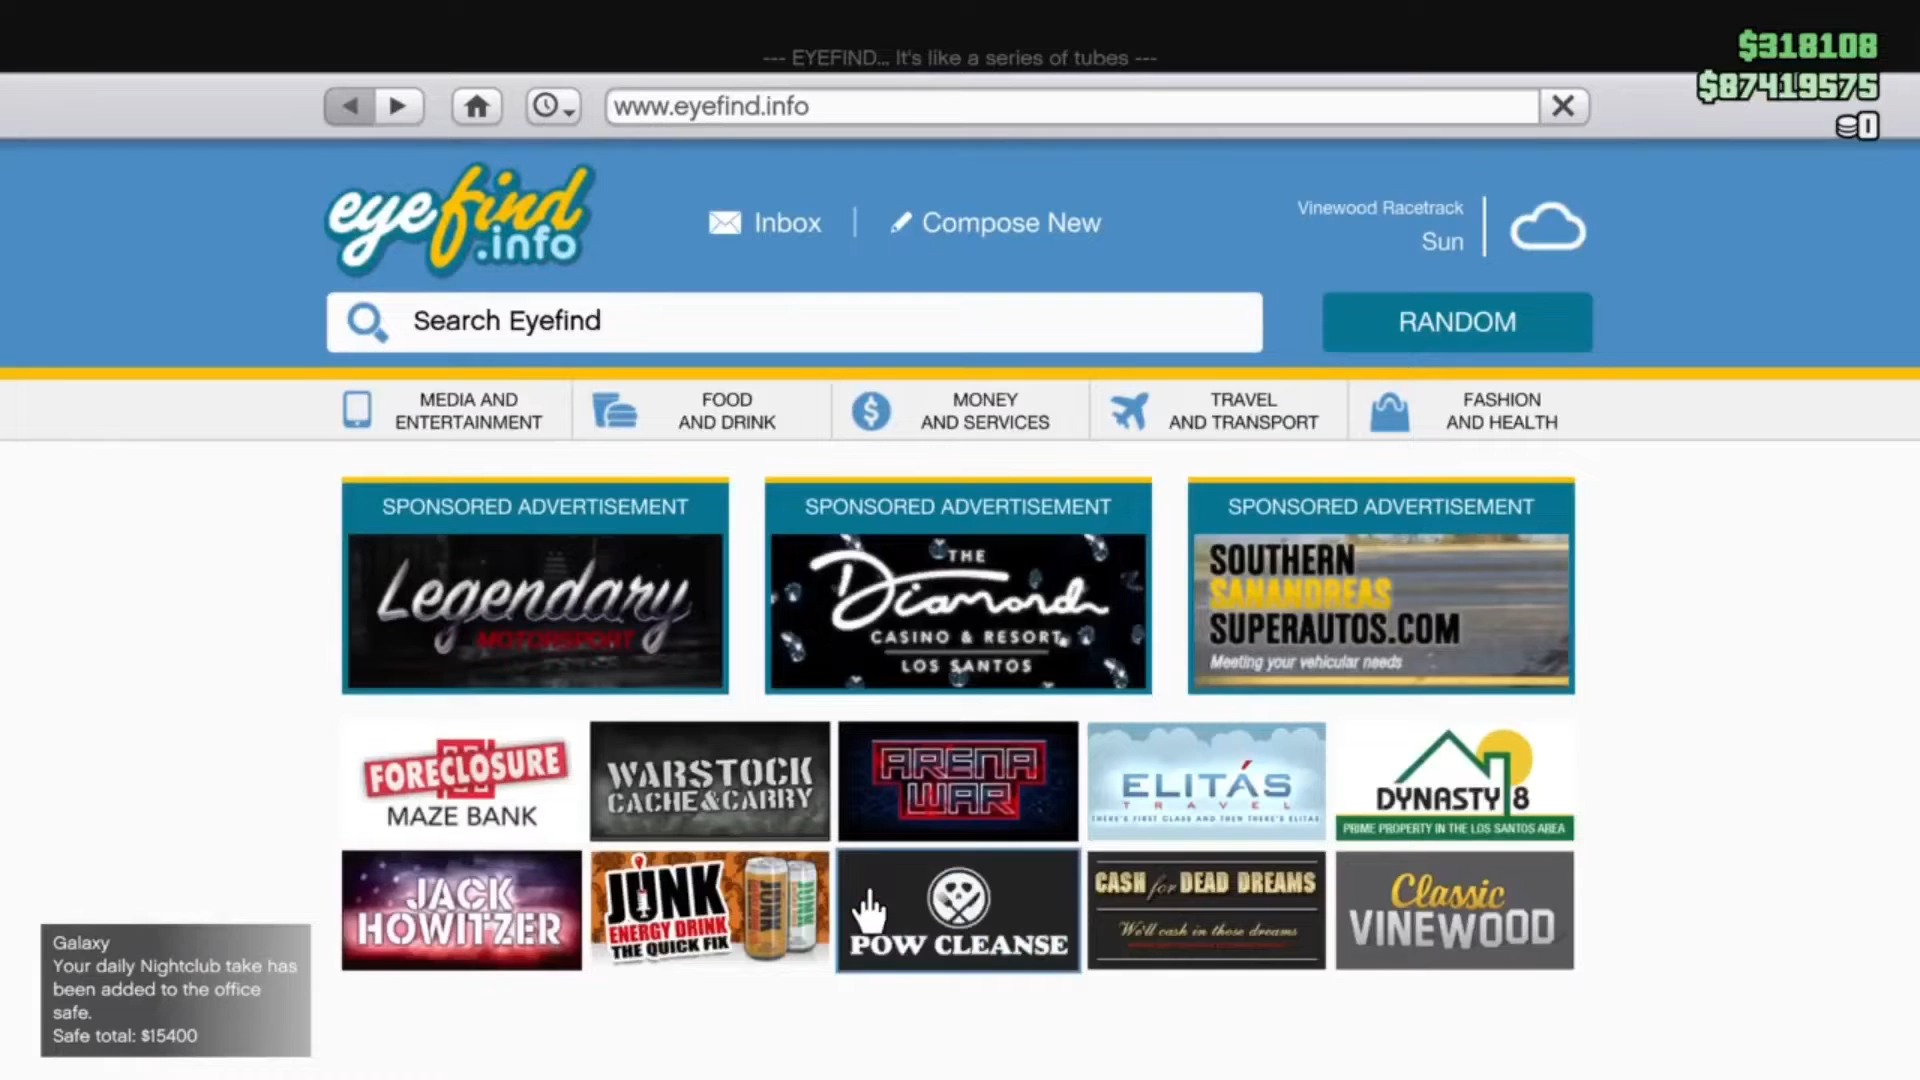 --- EYEFIND... It's like a series of tubes ---
$318108
$87419575
0
www.eyefind.info
eyefind
.info
Inbox
Compose New
Vinewood Racetrack
Sun
Search Eyefind
RANDOM
MEDIA AND
ENTERTAINMENT
FOOD
AND DRINK
MONEY
AND SERVICES
TRAVEL
AND TRANSPORT
FASHION
AND HEALTH
SPONSORED ADVERTISEMENT
Legendary
MOTORSPORT
SPONSORED ADVERTISEMENT
THE
Diamond
CASINO & RESORT
LOS SANTOS
SPONSORED ADVERTISEMENT
SOUTHERN
SANANDREAS
SUPERAUTOS.COM
Meeting your vehicular needs
FORECLOSURE
MAZE BANK
WARSTOCK
CACHE&CARRY
ARENA
WAR
ELITÁS
TRAVEL
THERE'S FIRST CLASS AND THEN THERE'S ELITAS
DYNASTY 8
PRIME PROPERTY IN THE LOS SANTOS AREA
JACK
HOWITZER
JUNK
ENERGY DRINK
THE QUICK FIX
JUNK
JUNK
POW CLEANSE
CASH for DEAD DREAMS
We'll cash in those dreams
Classic
VINEWOOD
Galaxy
Your daily Nightclub take has
been added to the office
safe.
Safe total: $15400